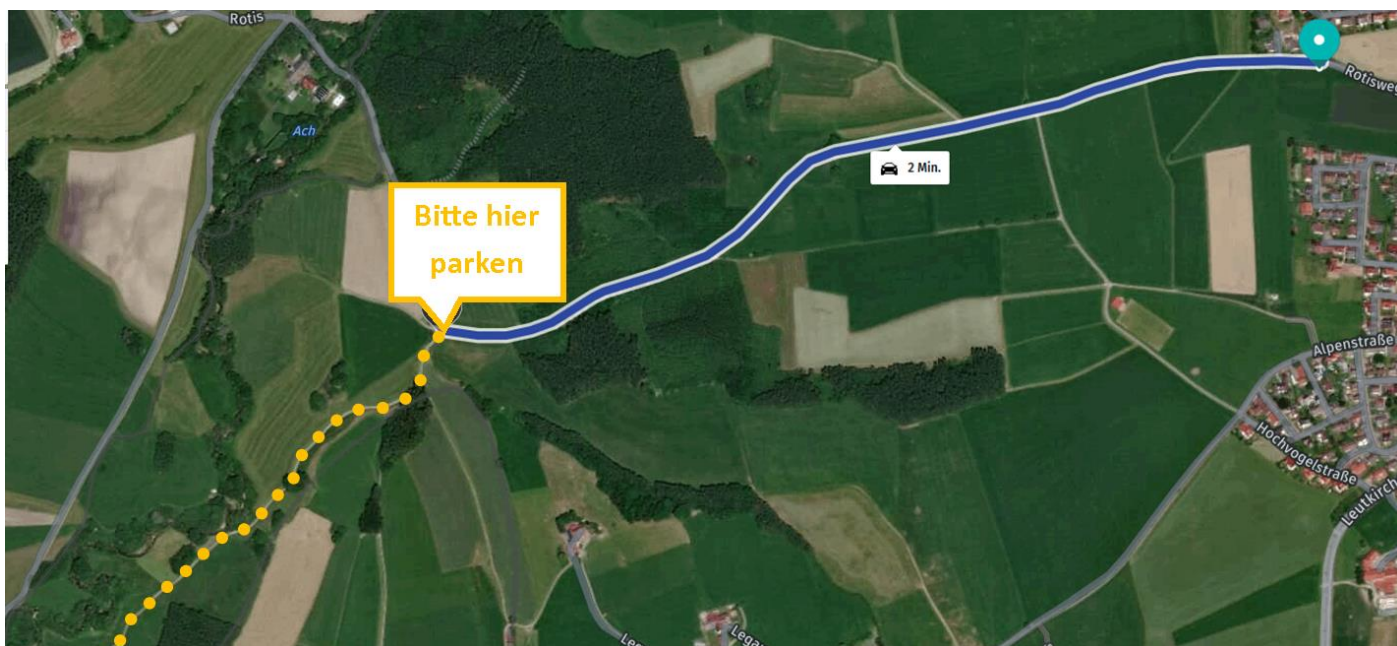 Rotis
Rotisweg
Ach
2 Min.
Bitte hier
parken
Alpenstraße
Hochvogelstraße
Leutkirch
Legau